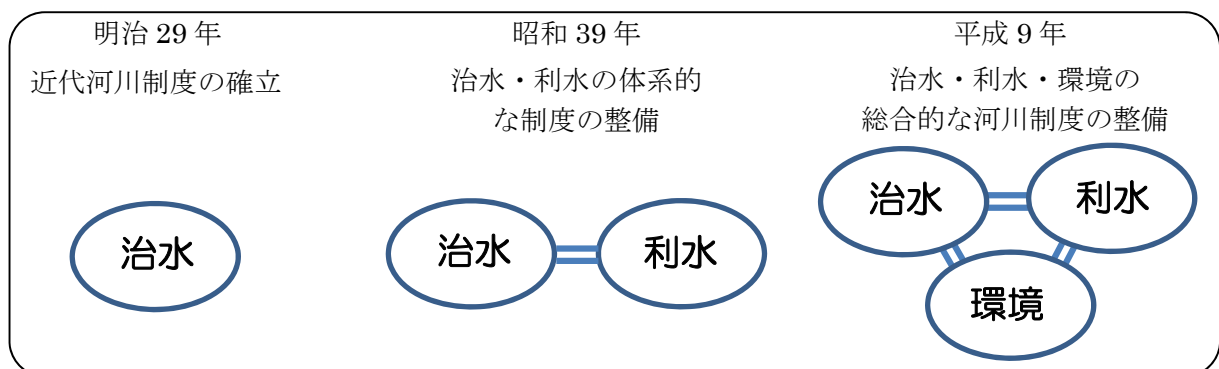 明治 29 年
近代河川制度の確立
治水
昭和 39 年
治水・利水の体系的
な制度の整備
治水
利水
平成 9 年
治水・利水・環境の
総合的な河川制度の整備
治水
利水
環境